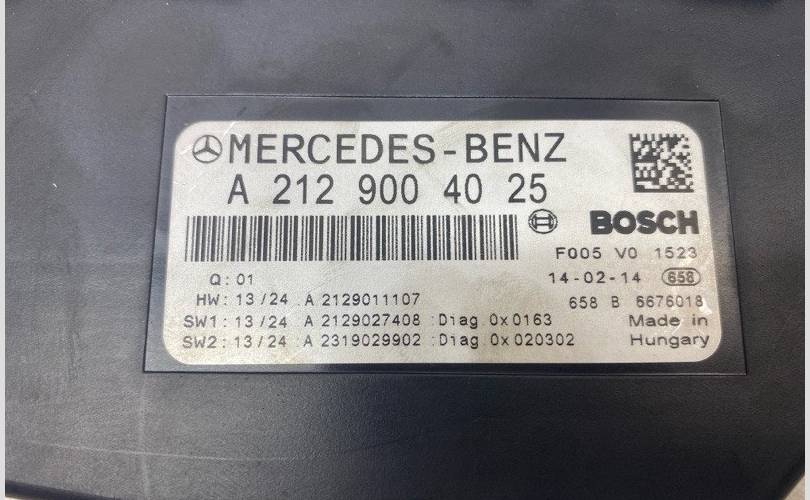 MERCEDES-BENZ
A 212 900 40 25
BOSCH
F005 V0 1523
Q: 01
14-02-14 658
HW: 13/24 A 2129011107
658 B 6676018
SW1: 13/24 A 2129027408 :Diag 0x0163
Made in
SW2: 13/24 A 2319029902 :Diag 0x020302
Hungary